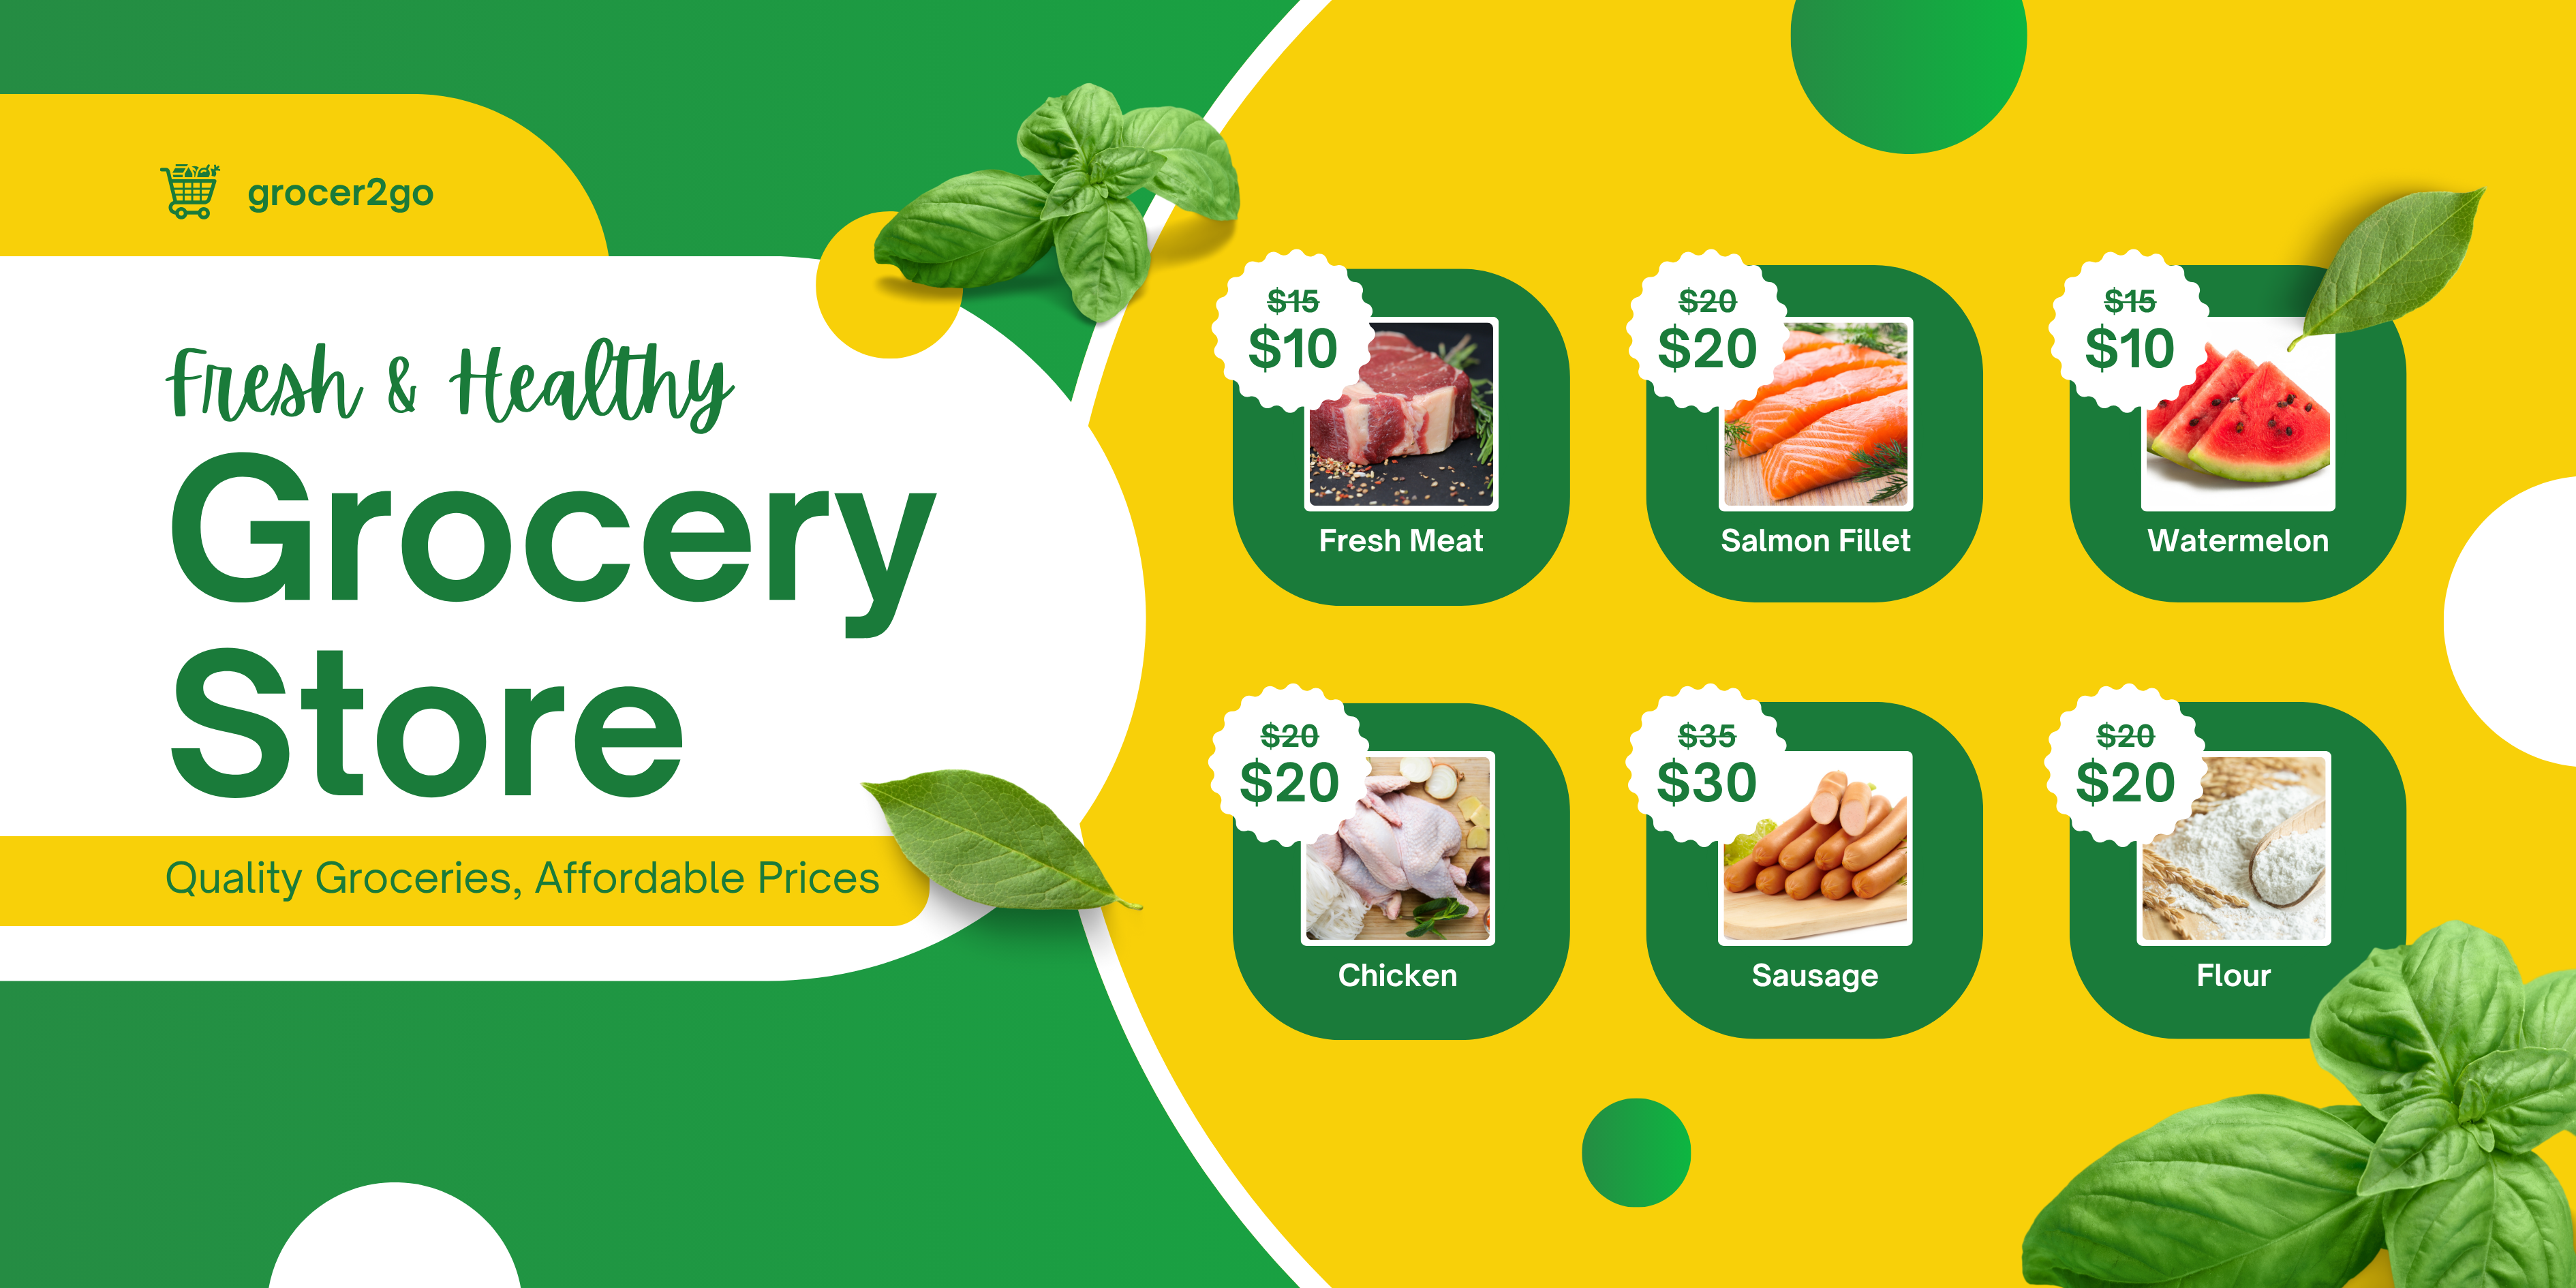 grocer2go
Fresh & Healthy
Grocery
Store
Quality Groceries, Affordable Prices
$15
$10
Fresh Meat
$20
$20
Salmon Fillet
$15
$10
Watermelon
$20
$20
Chicken
$35
$30
Sausage
$20
$20
Flour